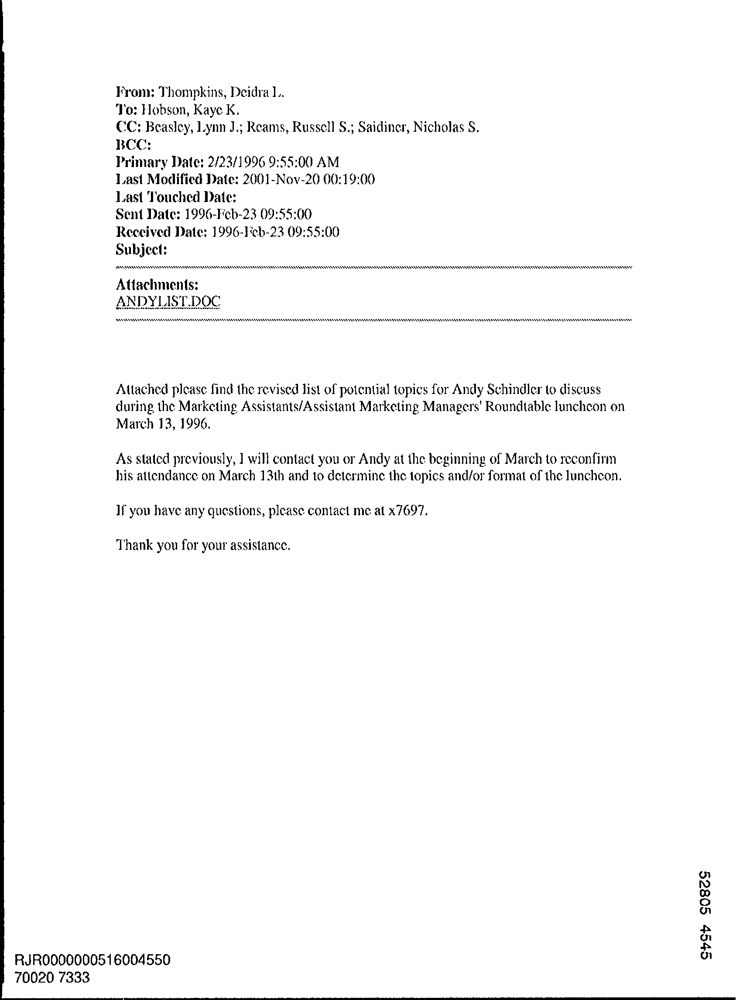 From: Thompkins, Deidra L.
To: Hobson, Kaye K.
CC: Beasley, Lynn J.; Reams, Russell S.; Saidiner, Nicholas S.
BCC:
Primary Date: 2/23/1996 9:55:00 AM
Last Modified Date: 2001-Nov-20 00:19:00
Last Touched Date:
Sent Date: 1996-Feb-23 09:55:00
Received Date: 1996-Feb-23 09:55:00
Subject:
Attachments:
ANDYLIST.DOC
Attached please find the revised list of potential topics for Andy Schindler to discuss
during the Marketing Assistants/Assistant Marketing Managers' Roundtable luncheon on
March 13, 1996.
As stated previously, I will contact you or Andy at the beginning of March to reconfirm
his attendance on March 13th and to determine the topics and/or format of the luncheon.
If you have any questions, please contact me at x7697.
Thank you for your assistance.
52805 4545
RJR0000000516004550
70020 7333